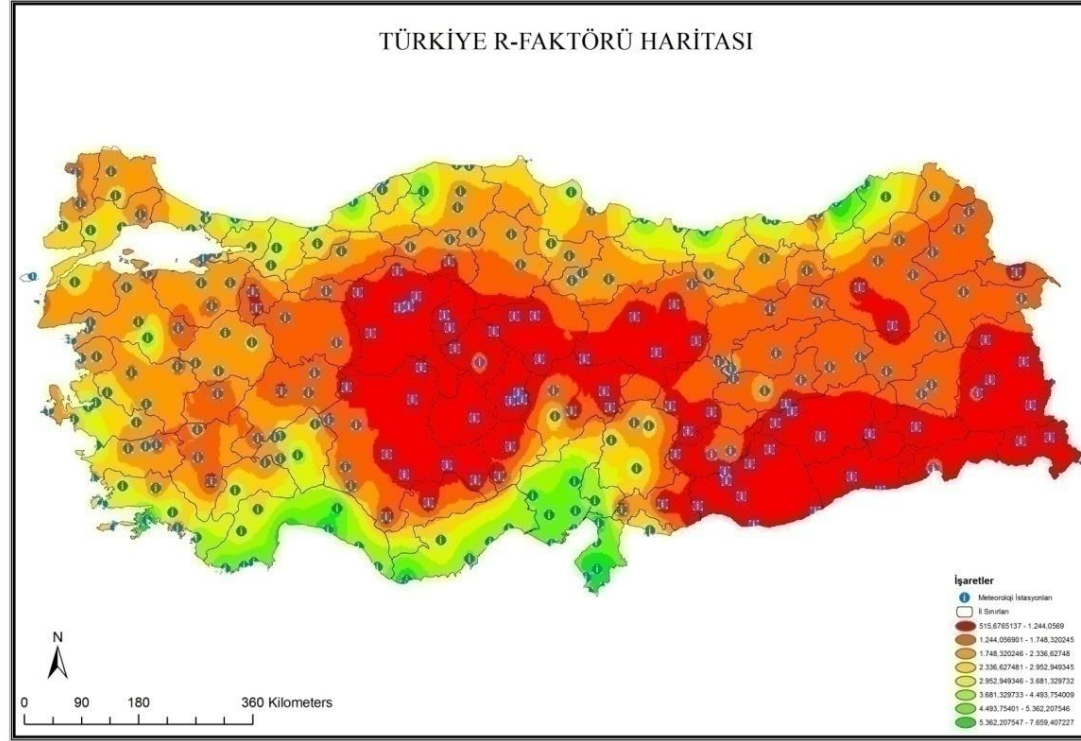 TÜRKİYE R-FAKTÖRÜ HARİTASI
N
0 90 180 360 Kilometers
İşaretler
Meteoroloji İstasyonları
İl Sınırları
515,6765137 - 1.244,0569
1.244,056901 - 1.748,320245
1.748,320246 - 2.336,62748
2.336,627481 - 2.952,949345
2.952,949346 - 3.681,329732
3.681,329733 - 4.493,754009
4.493,75401 - 5.362,207546
5.362,207547 - 7.659,407227